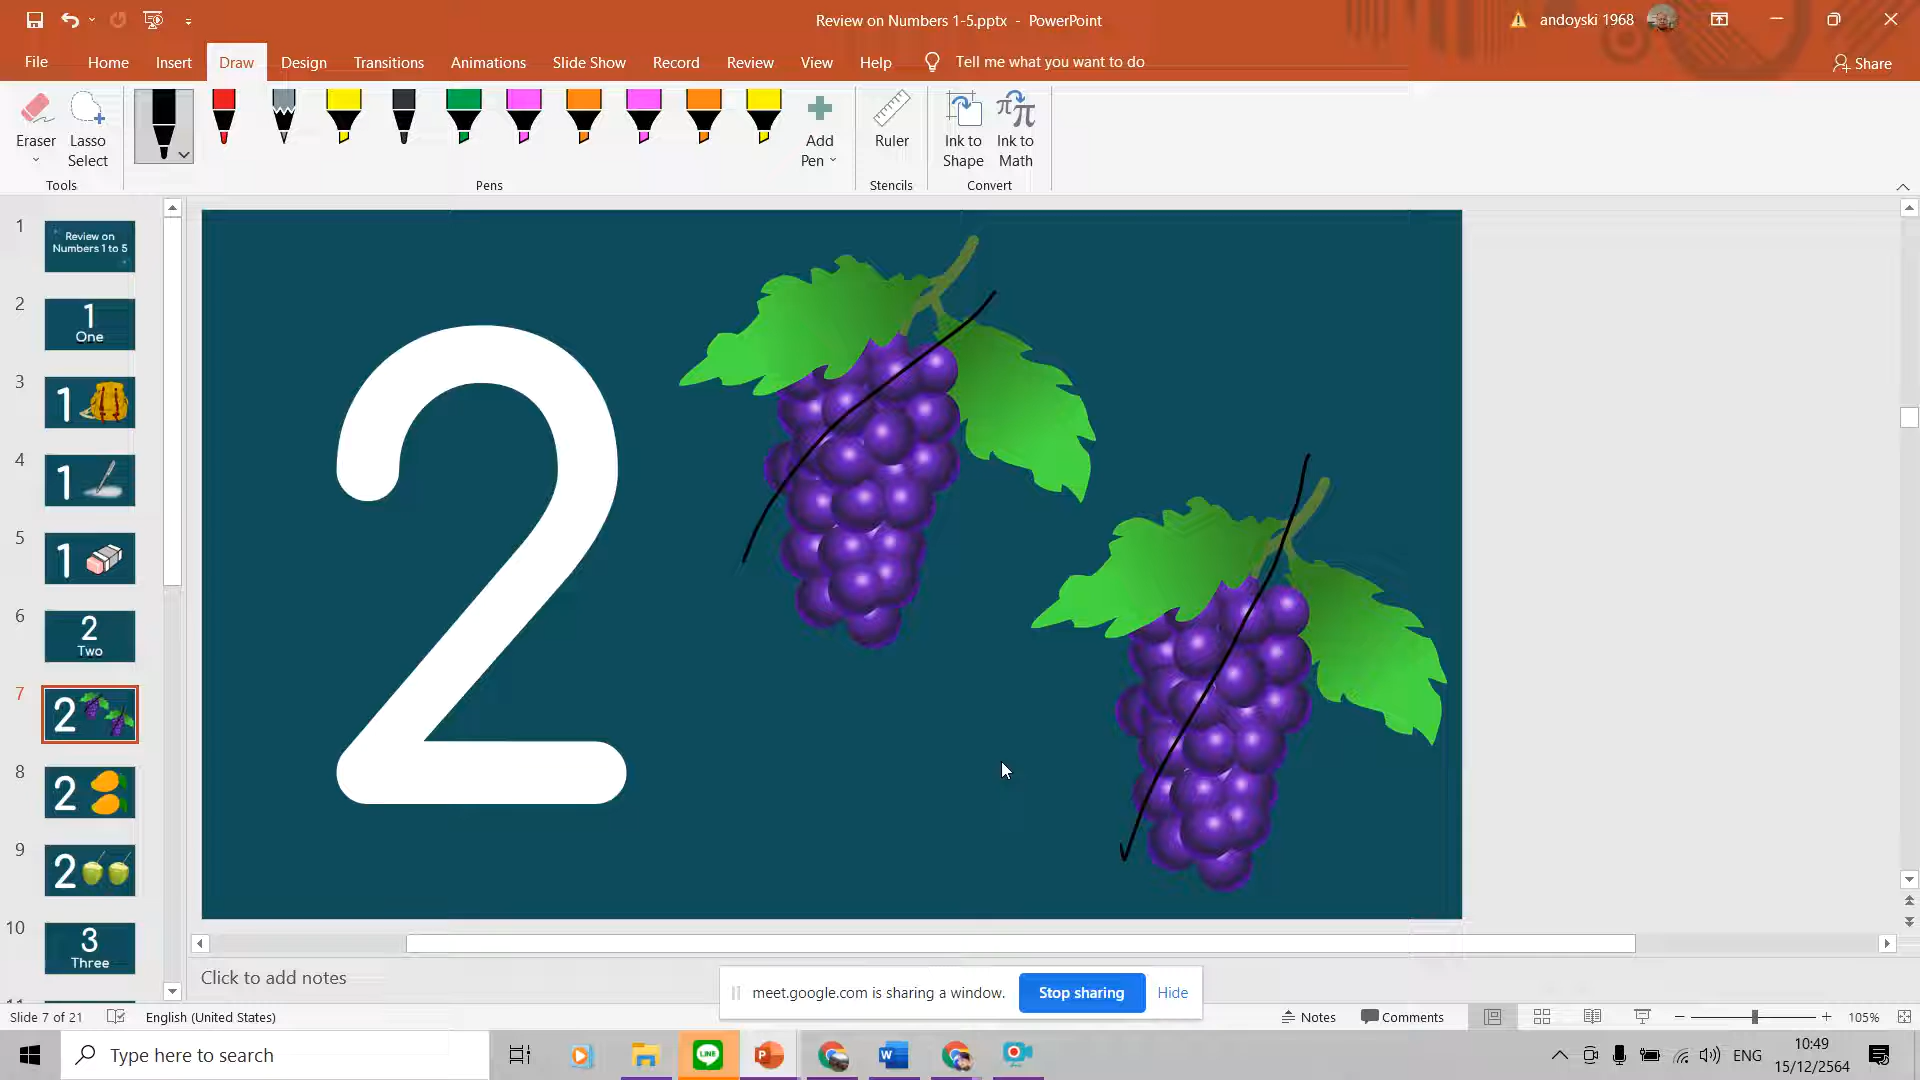 Review on Numbers 1-5.pptx - PowerPoint
andoyski 1968
File Home Insert Draw Design Transitions Animations Slide Show Record Review View Help Tell me what you want to do
Share
Eraser
Lasso Select
Tools
Pens
Add Pen
Ruler
Stencils
Ink to Shape
Ink to Math
Convert
1
Review on
Numbers 1 to 5
2
1
One
3
1
4
1
5
1
6
2
Two
7
2
8
2
9
2
10
3
Three
2
Click to add notes
meet.google.com is sharing a window.
Stop sharing
Hide
Slide 7 of 21
English (United States)
Notes
Comments
105%
Type here to search
LINE
ENG
10:49
15/12/2564